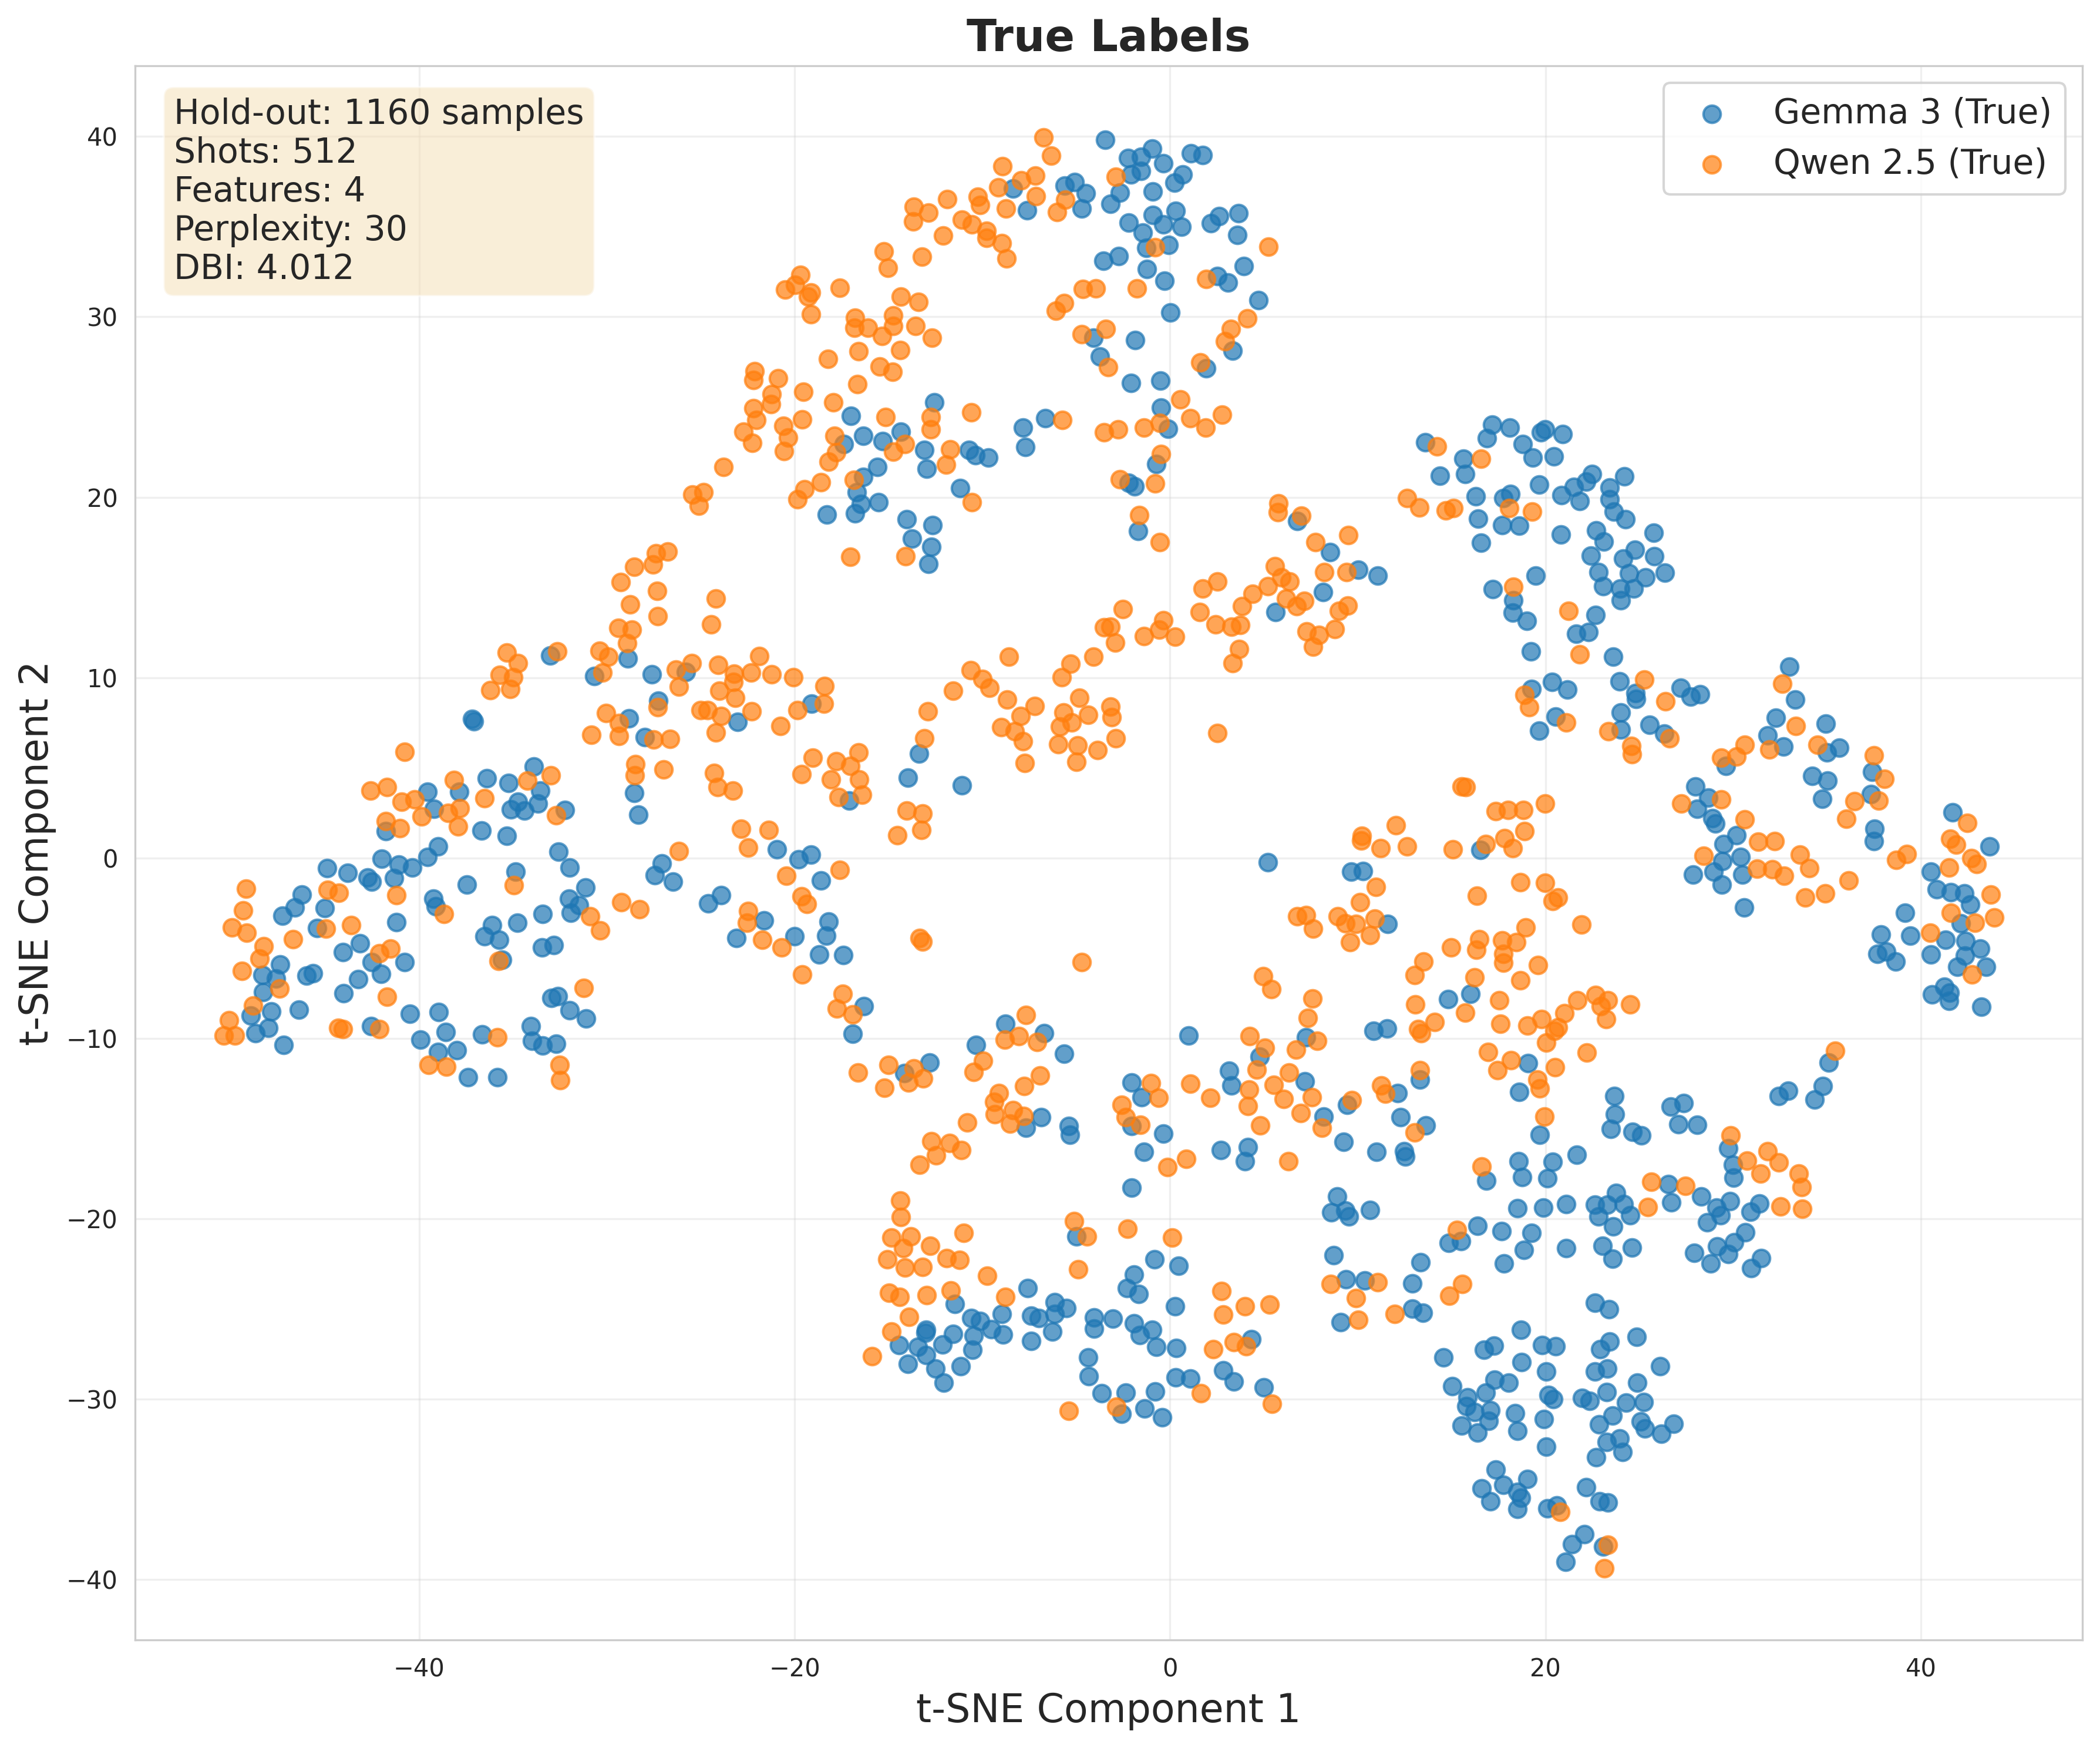 True Labels
Hold-out: 1160 samples
Shots: 512
Features: 4
Perplexity: 30
DBI: 4.012
Gemma 3 (True)
Qwen 2.5 (True)
40
30
20
10
0
−10
−20
−30
−40
t-SNE Component 2
−40
−20
0
20
40
t-SNE Component 1